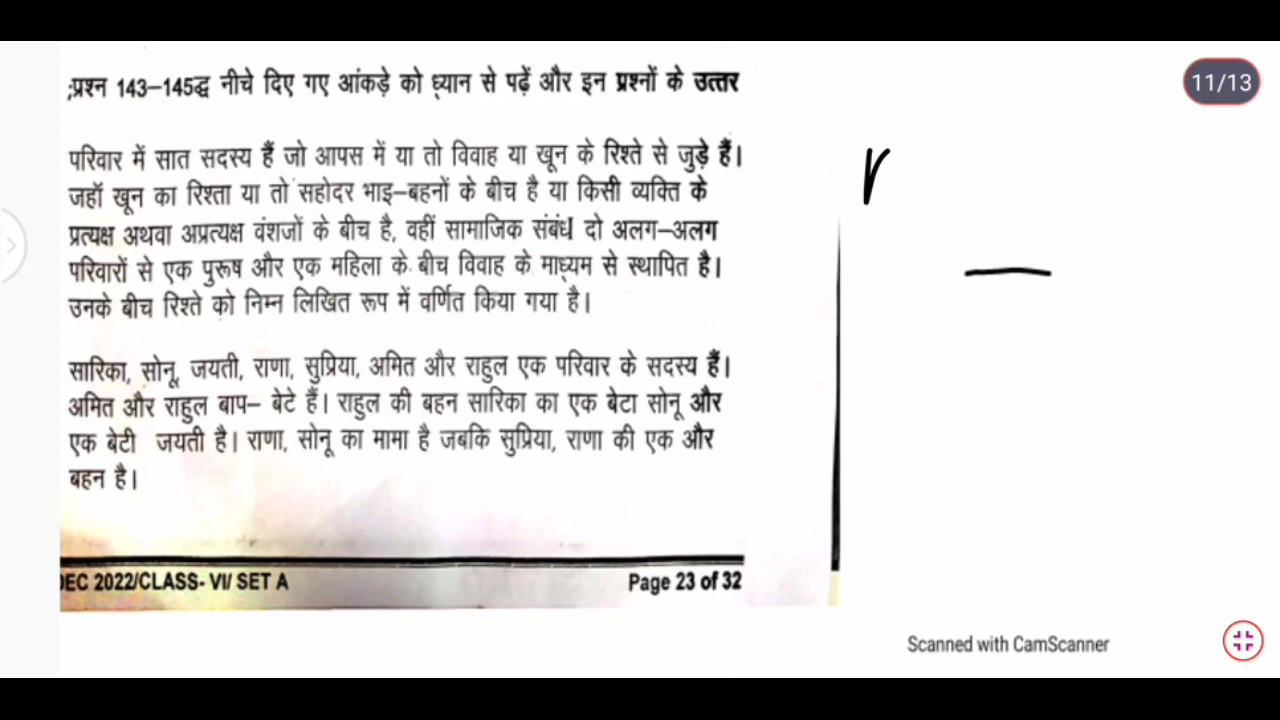 ;प्रश्न 143–145द्ध नीचे दिए गए आंकड़े को ध्यान से पढ़ें और इन प्रश्नों के उत्तर
11/13
परिवार में सात सदस्य हैं जो आपस में या तो विवाह या खून के रिश्ते से जुड़े हैं।
जहॉ खून का रिश्ता या तो सहोदर भाइ–बहनों के बीच है या किसी व्यक्ति के
प्रत्यक्ष अथवा अप्रत्यक्ष वंशजों के बीच है, वहीं सामाजिक संबंध दो अलग–अलग
परिवारों से एक पुरूष और एक महिला के बीच विवाह के माध्यम से स्थापित है।
उनके बीच रिश्ते को निम्न लिखित रूप में वर्णित किया गया है।
सारिका, सोनू, जयती, राणा, सुप्रिया, अमित और राहुल एक परिवार के सदस्य हैं।
अमित और राहुल बाप– बेटे हैं। राहुल की बहन सारिका का एक बेटा सोनू और
एक बेटी जयती है। राणा, सोनू का मामा है जबकि सुप्रिया, राणा की एक और
बहन है।
DEC 2022/CLASS- VI/ SET A
Page 23 of 32
Scanned with CamScanner